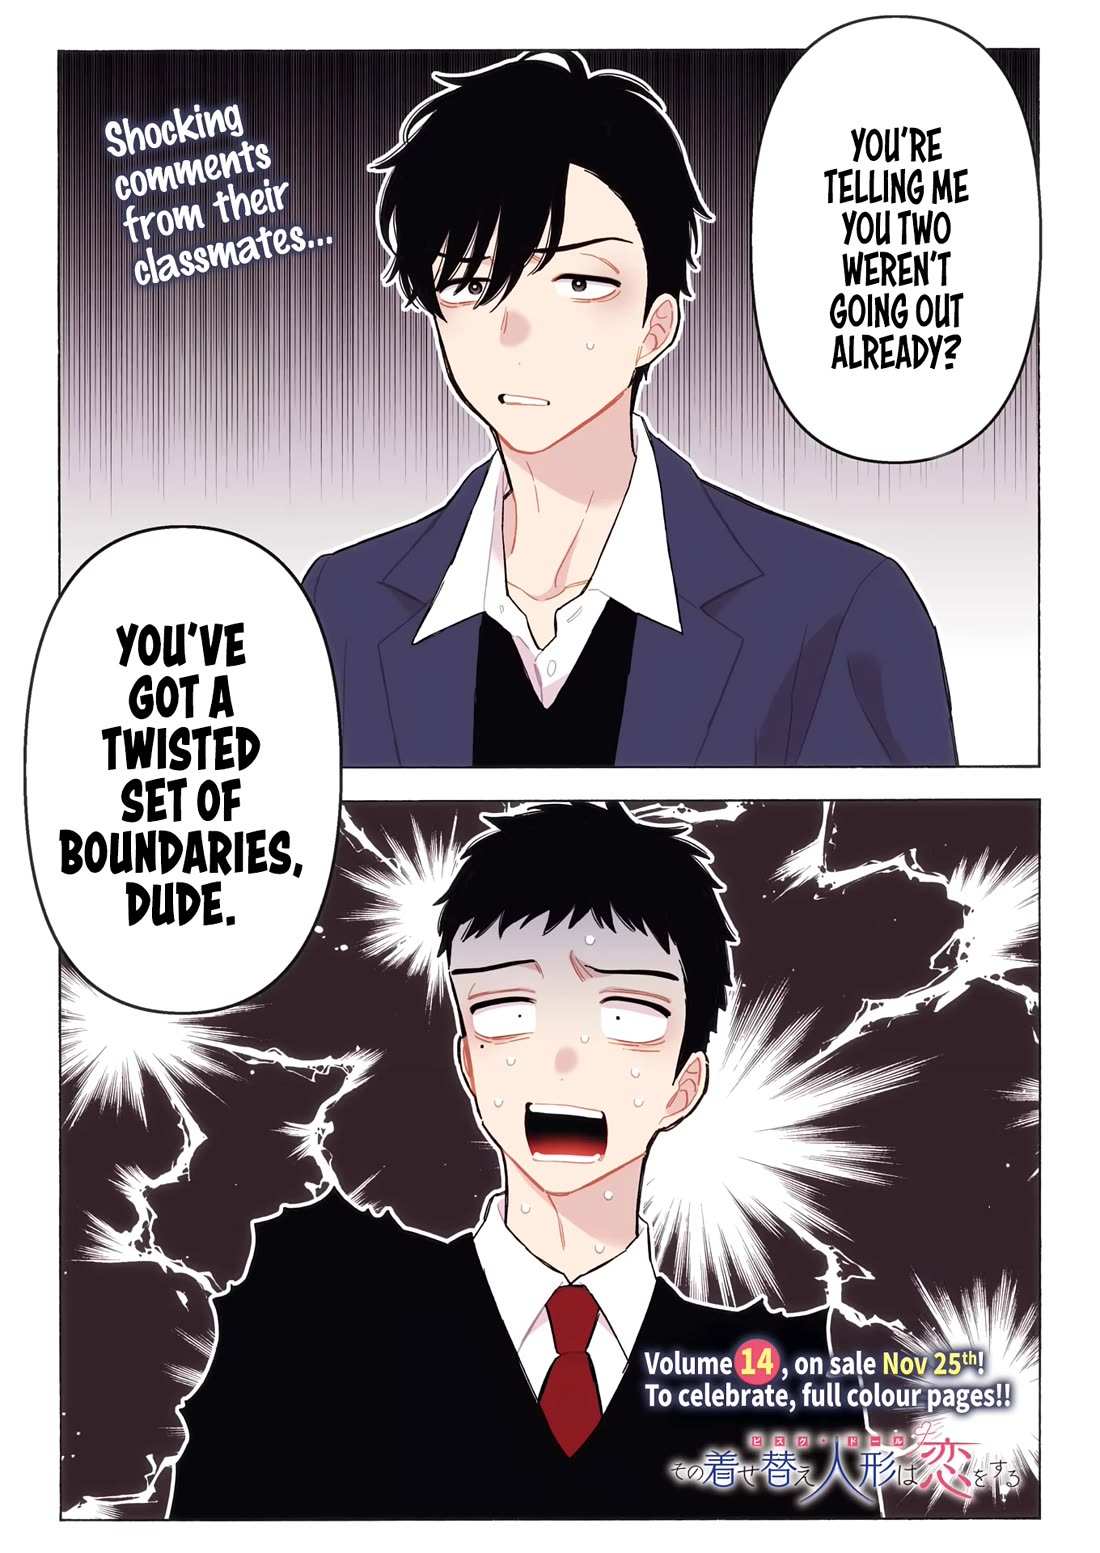 YOU'RE
TELLING ME
YOU TWO
WEREN'T
GOING OUT
ALREADY?
Shocking
comments
from their
classmates...
YOU'VE
GOT A
TWISTED
SET OF
BOUNDARIES,
DUDE.
Volume 14, on sale Nov 25th!
To celebrate, full colour pages!!
ビスク・ドール
その着せ替え人形は恋をする